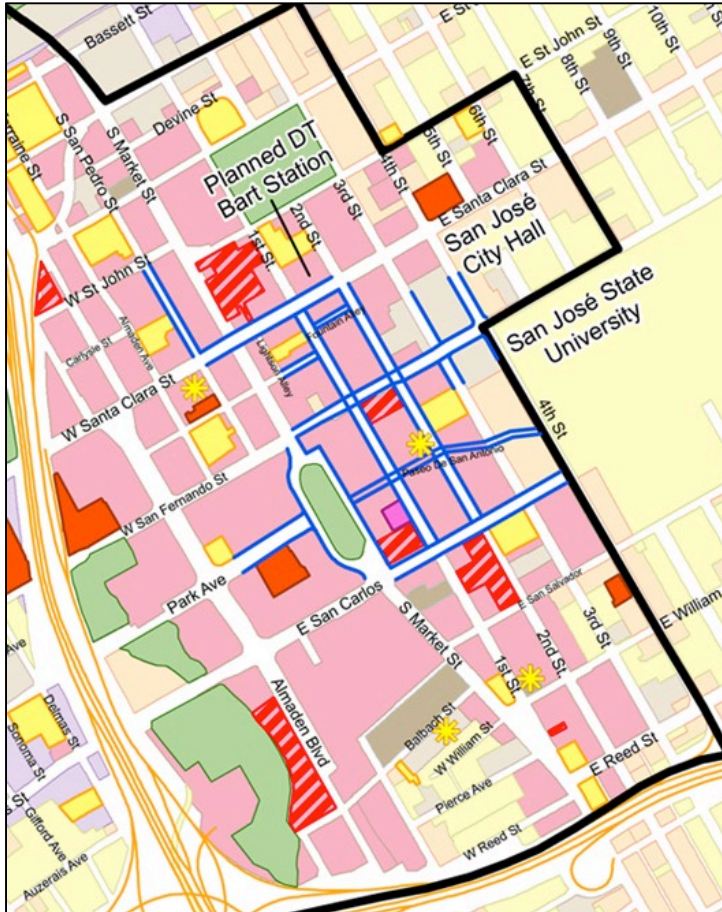 Bassett St
E St John St
10th St
9th St
8th St
7th St
6th St
5th St
4th St
Devine St
S Market St
S San Pedro St
Planned DT
Bart Station
3rd St
2nd St
1st St.
E Santa Clara St
San José
City Hall
W St John St
San José State
University
Fountain Alley
Lightson Alley
Almaden Ave
Carlysle St
W Santa Clara St
4th St
Paseo De San Antonio
W San Fernando St
Park Ave
E San Carlos
E San Salvador
S Market St
3rd St
2nd St
1st St
E William
Ave
Delmas St
Sonoma St
s St
Gifford Ave
Auzerais Ave
Almaden Blvd
Balbach St
W William St
Pierce Ave
W Reed St
E Reed St